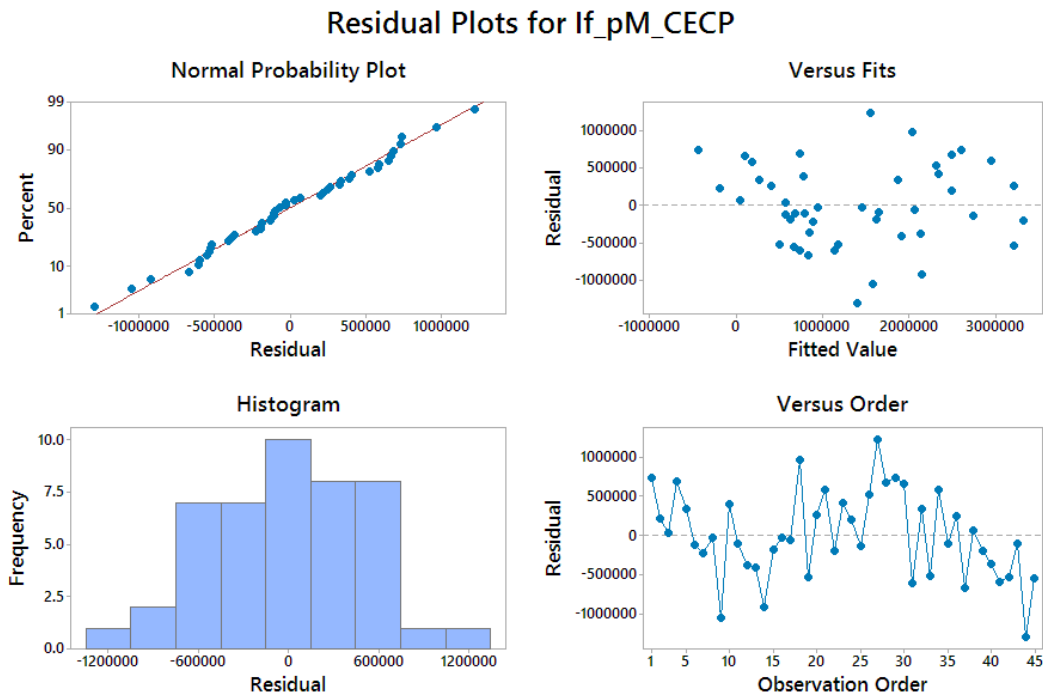 Residual Plots for If_pM_CECP
Normal Probability Plot
Percent
99
90
50
10
1
-1000000 -500000 0 500000 1000000
Residual
Versus Fits
Residual
1000000
500000
0
-500000
-1000000
-1000000 0 1000000 2000000 3000000
Fitted Value
Histogram
Frequency
10.0
7.5
5.0
2.5
0.0
-1200000 -600000 0 600000 1200000
Residual
Versus Order
Residual
1000000
500000
0
-500000
-1000000
1 5 10 15 20 25 30 35 40 45
Observation Order